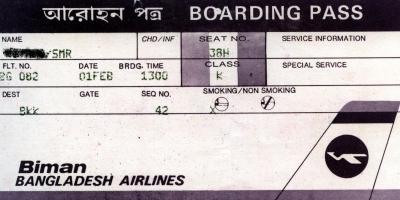 আরোহন পত্র BOARDING PASS
NAME CHD/INF SEAT NO. SERVICE INFORMATION
/SMR 38H
FLT. NO. DATE BRDG. TIME CLASS SPECIAL SERVICE
BG 082 01FEB 1300 K
DEST GATE SEQ NO. SMOKING/NON SMOKING
BKK 42 X
Biman
BANGLADESH AIRLINES